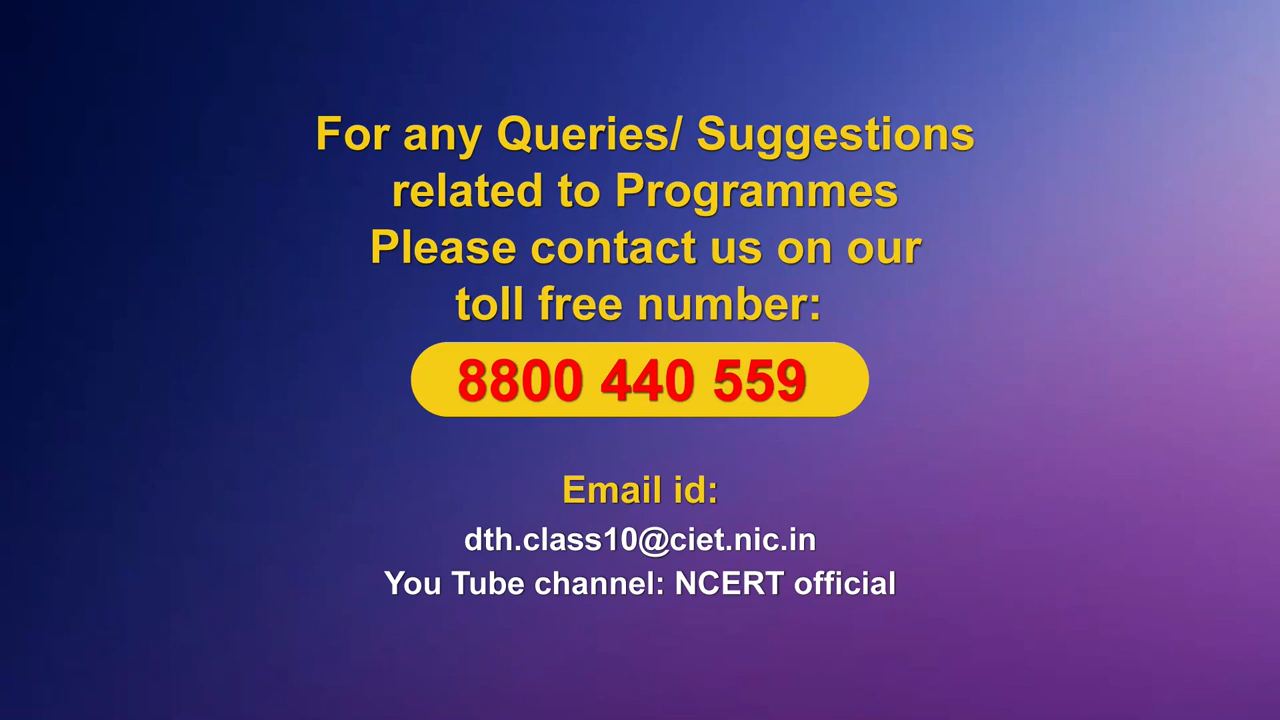 For any Queries/ Suggestions
related to Programmes
Please contact us on our
toll free number:
8800 440 559
Email id:
dth.class10@ciet.nic.in
You Tube channel: NCERT official